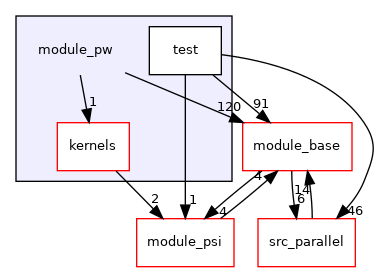 module_pw
test
1
120
91
kernels
module_base
2
1
4
4
14
6
46
module_psi
src_parallel